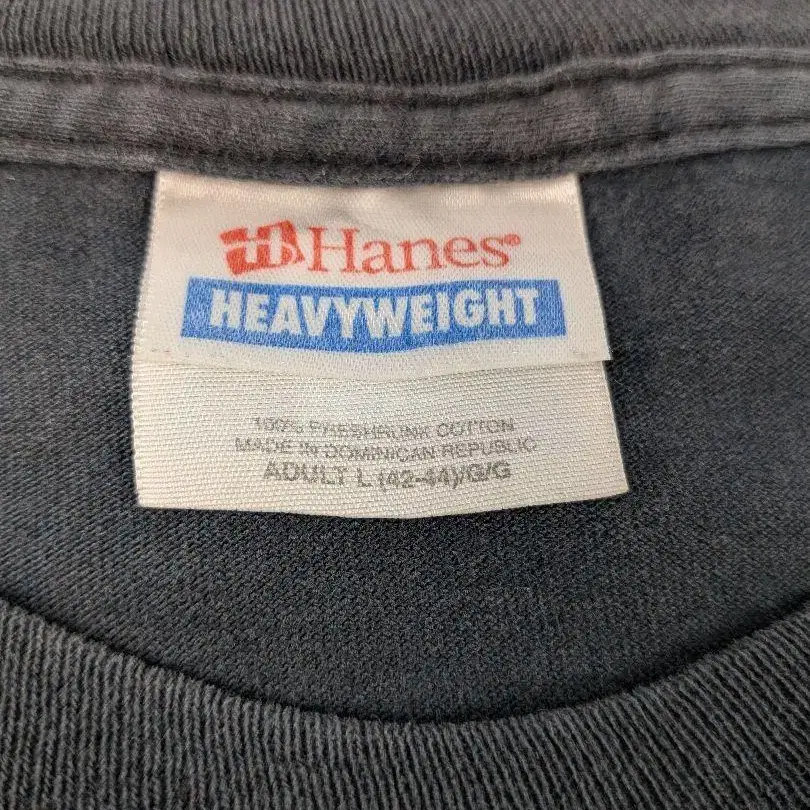 Hanes®
HEAVYWEIGHT
100% PRESHRUNK COTTON
MADE IN DOMINICAN REPUBLIC
ADULT L (42-44)/G/G